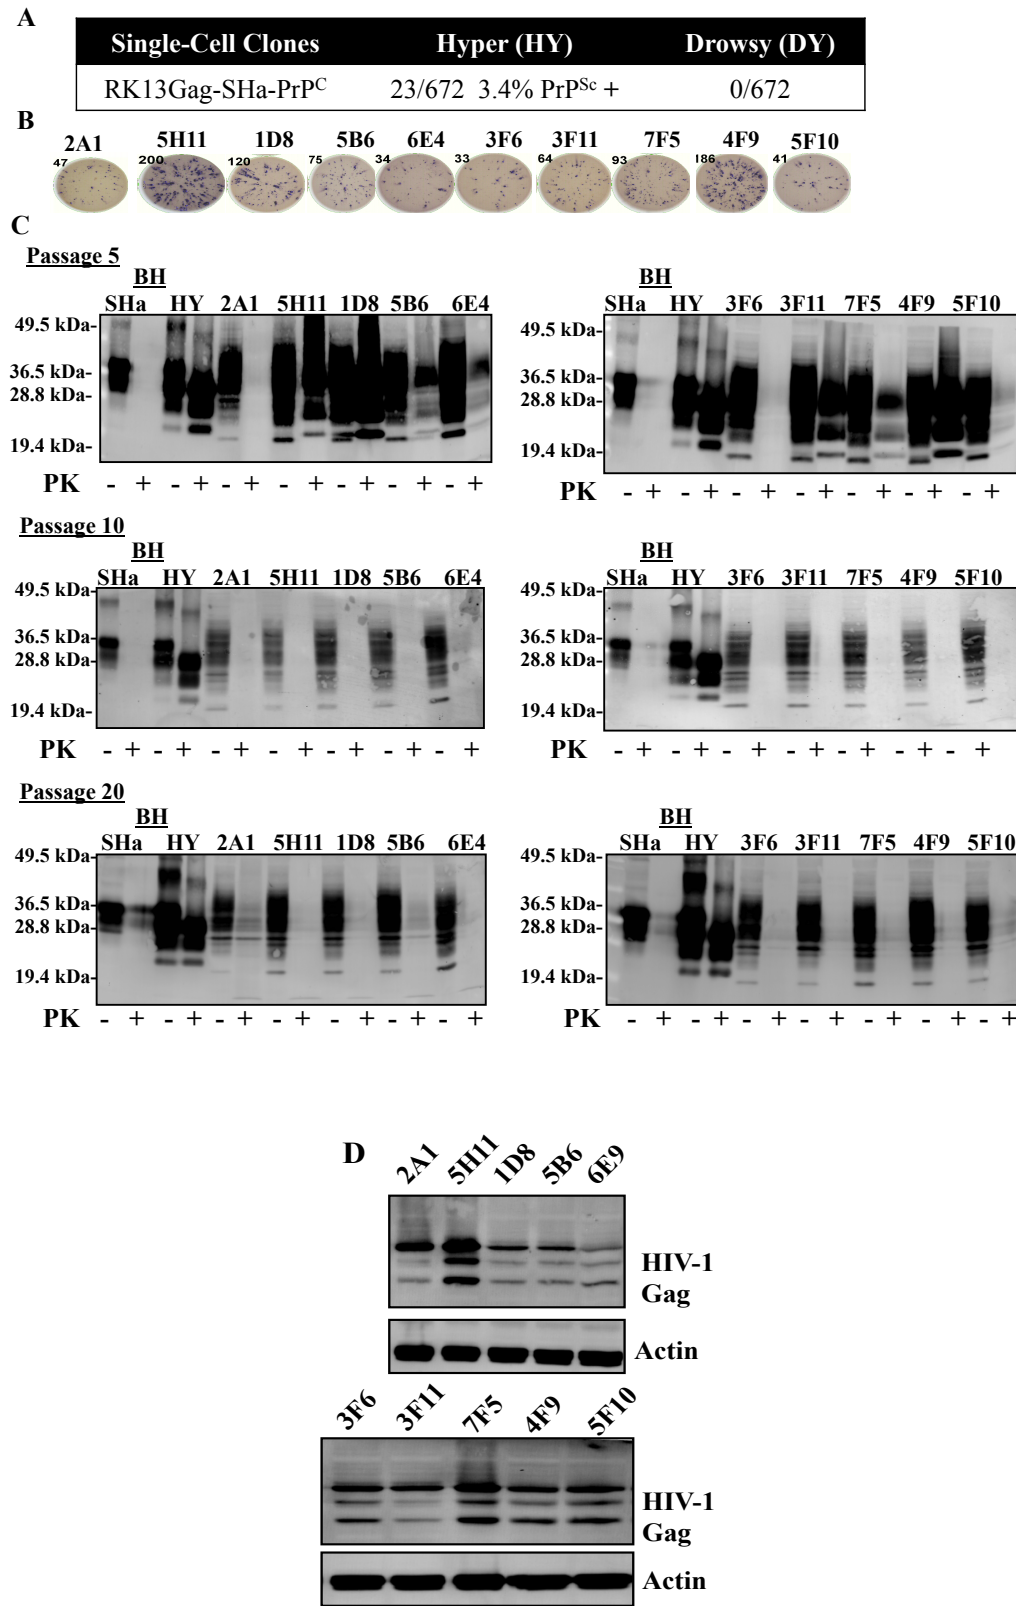 A
Single-Cell Clones Hyper (HY) Drowsy (DY)
RK13Gag-SHa-PrPC 23/672 3.4% PrPSc + 0/672
B
2A1 5H11 1D8 5B6 6E4 3F6 3F11 7F5 4F9 5F10
47 200 120 75 34 33 64 93 186 41
C
Passage 5
BH
SHa HY 2A1 5H11 1D8 5B6 6E4
49.5 kDa-
36.5 kDa-
28.8 kDa-
19.4 kDa-
PK - + - + - + - + - + - + - +
BH
SHa HY 3F6 3F11 7F5 4F9 5F10
49.5 kDa-
36.5 kDa-
28.8 kDa-
19.4 kDa-
PK - + - + - + - + - + - + - +
Passage 10
BH
SHa HY 2A1 5H11 1D8 5B6 6E4
49.5 kDa-
36.5 kDa-
28.8 kDa-
19.4 kDa-
PK - + - + - + - + - + - + - +
BH
SHa HY 3F6 3F11 7F5 4F9 5F10
49.5 kDa-
36.5 kDa-
28.8 kDa-
19.4 kDa-
PK - + - + - + - + - + - + - +
Passage 20
BH
SHa HY 2A1 5H11 1D8 5B6 6E4
49.5 kDa-
36.5 kDa-
28.8 kDa-
19.4 kDa-
PK - + - + - + - + - + - + - +
BH
SHa HY 3F6 3F11 7F5 4F9 5F10
49.5 kDa-
36.5 kDa-
28.8 kDa-
19.4 kDa-
PK - + - + - + - + - + - + - +
D
2A1 5H11 1D8 5B6 6E9
HIV-1
Gag
Actin
3F6 3F11 7F5 4F9 5F10
HIV-1
Gag
Actin